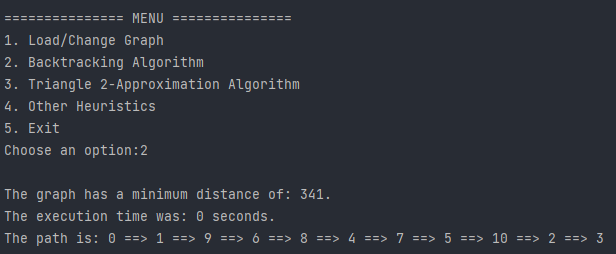 =============== MENU ===============
1. Load/Change Graph
2. Backtracking Algorithm
3. Triangle 2-Approximation Algorithm
4. Other Heuristics
5. Exit
Choose an option:2
The graph has a minimum distance of: 341.
The execution time was: 0 seconds.
The path is: 0 ==> 1 ==> 9 ==> 6 ==> 8 ==> 4 ==> 7 ==> 5 ==> 10 ==> 2 ==> 3